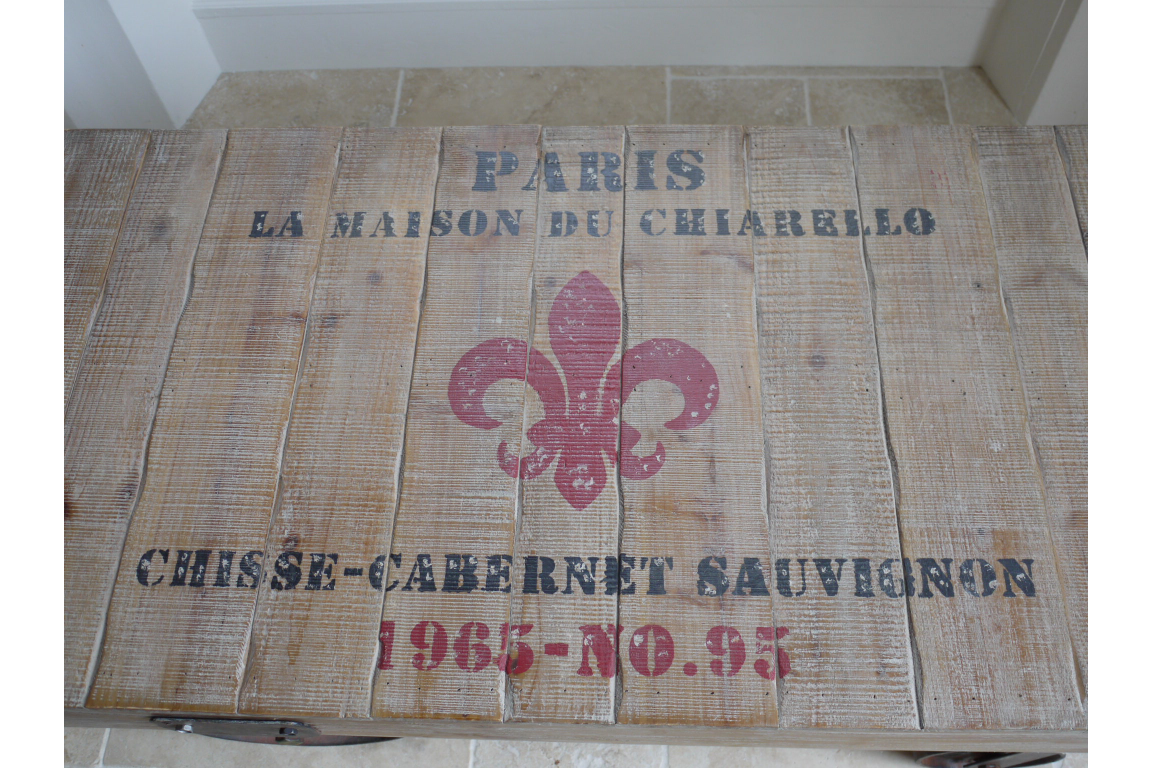 PARIS
LA MAISON DU CHIARELLO
CHISSE-CABERNET SAUVIGNON
1965-NO.95